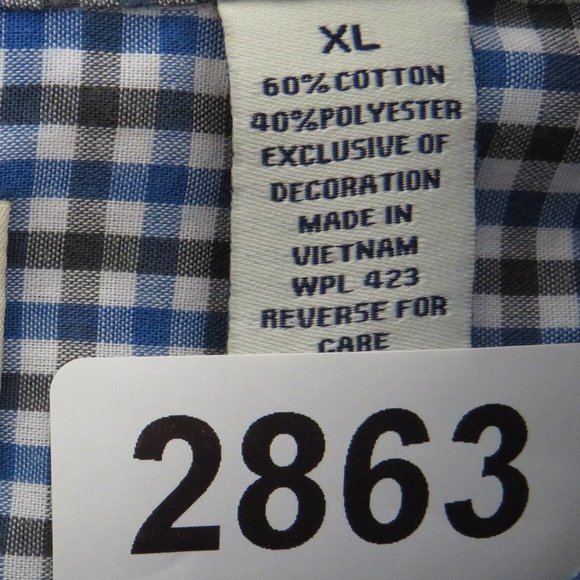 XL
60% COTTON
40% POLYESTER
EXCLUSIVE OF
DECORATION
MADE IN
VIETNAM
WPL 423
REVERSE FOR
CARE
2863